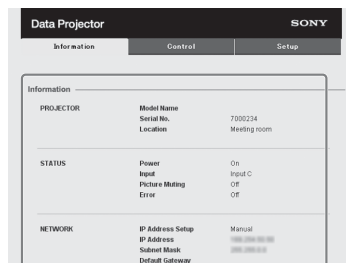 Data Projector
SONY
Information Control Setup
Information
PROJECTOR Model Name
Serial No. 7000234
Location Meeting room
STATUS Power On
Input Input C
Picture Muting Off
Error Off
NETWORK IP Address Setup Manual
IP Address
Subnet Mask
Default Gateway